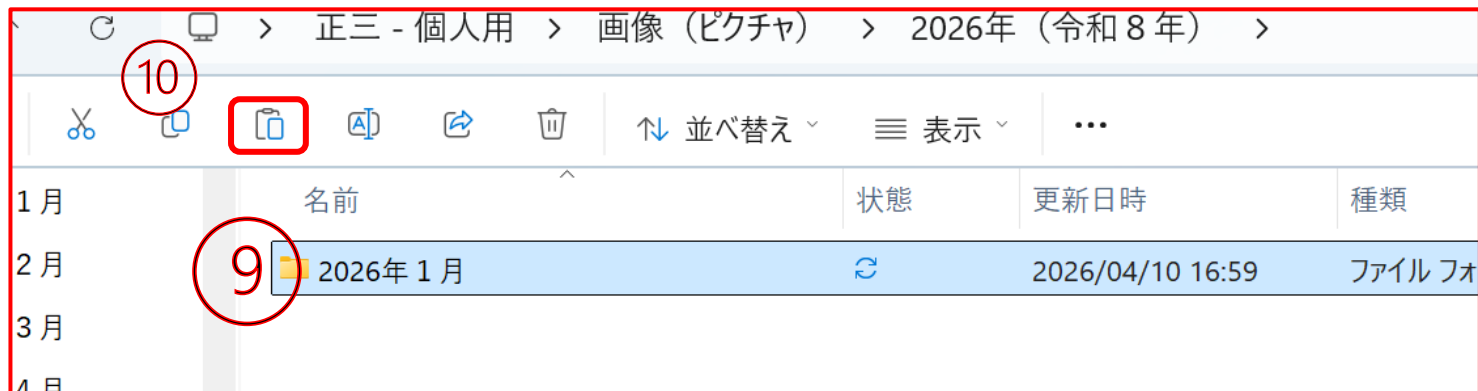 正三 - 個人用 > 画像（ピクチャ） > 2026年（令和８年） >
⑩
並べ替え 表示 •••
名前 状態 更新日時 種類
1月
2月
⑨ 2026年１月 2026/04/10 16:59 ファイル フォ
3月
4月